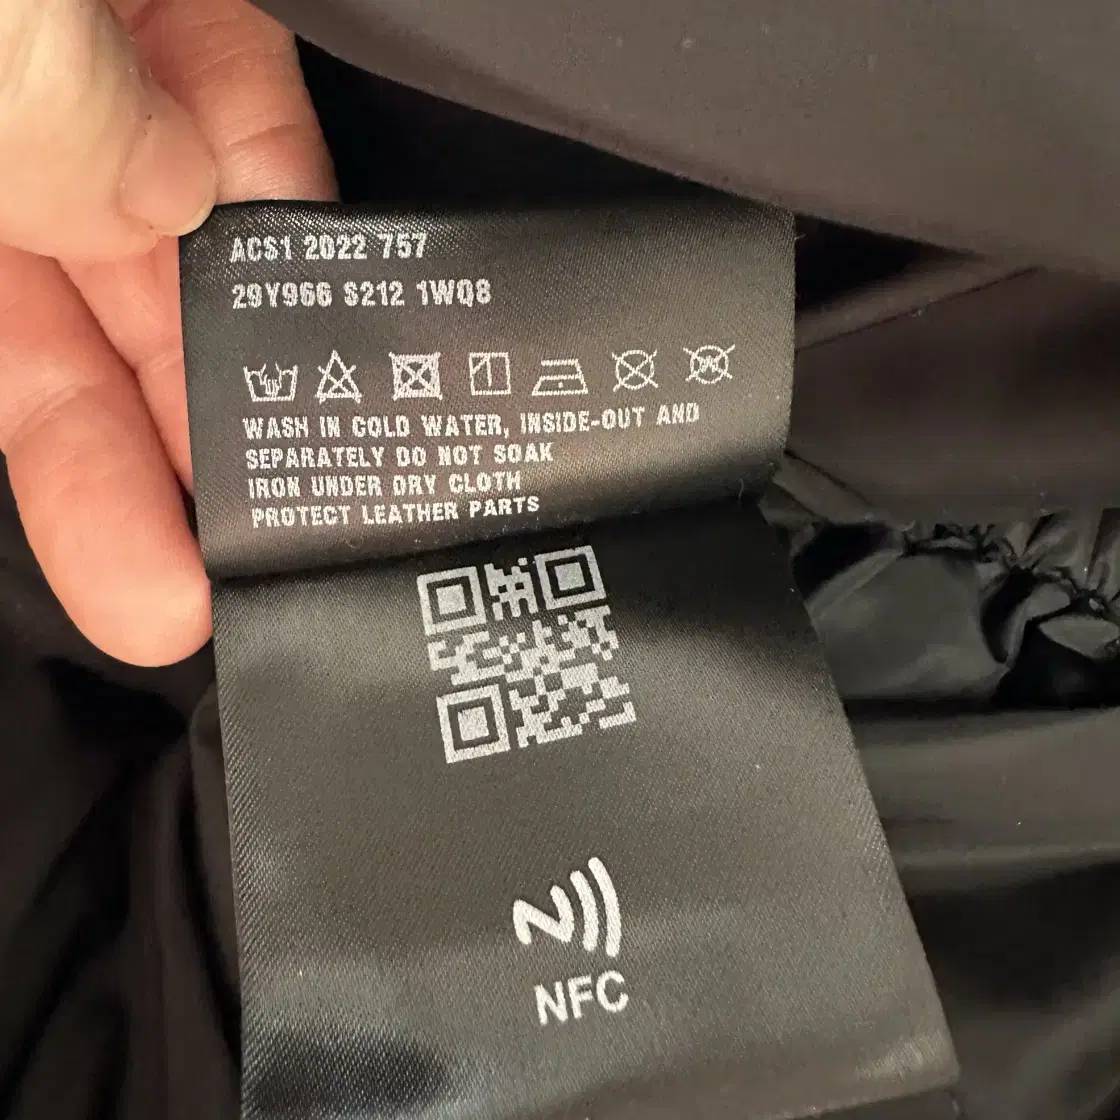 ACS1 2022 757
29Y966 S212 1WQ8
WASH IN COLD WATER, INSIDE-OUT AND
SEPARATELY DO NOT SOAK
IRON UNDER DRY CLOTH
PROTECT LEATHER PARTS
NFC